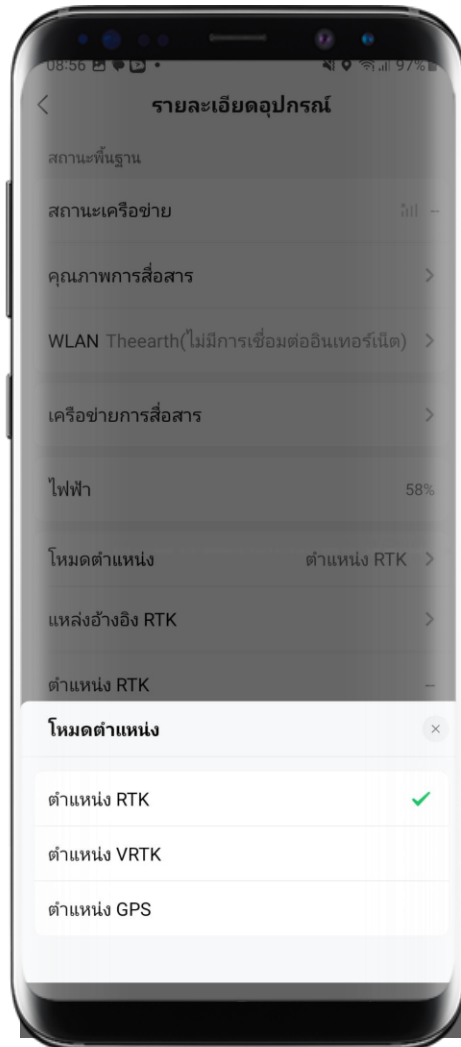 08:56
97%
รายละเอียดอุปกรณ์
สถานะพื้นฐาน
สถานะเครือข่าย –
คุณภาพการสื่อสาร
WLAN Theearth(ไม่มีการเชื่อมต่ออินเทอร์เน็ต)
เครือข่ายการสื่อสาร
ไฟฟ้า 58%
โหมดตำแหน่ง ตำแหน่ง RTK
แหล่งอ้างอิง RTK
ตำแหน่ง RTK –
โหมดตำแหน่ง
ตำแหน่ง RTK
ตำแหน่ง VRTK
ตำแหน่ง GPS